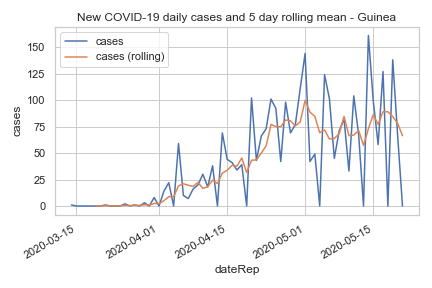 New COVID-19 daily cases and 5 day rolling mean - Guinea
cases
cases (rolling)
cases
150
125
100
75
50
25
0
2020-03-15
2020-04-01
2020-04-15
2020-05-01
2020-05-15
dateRep